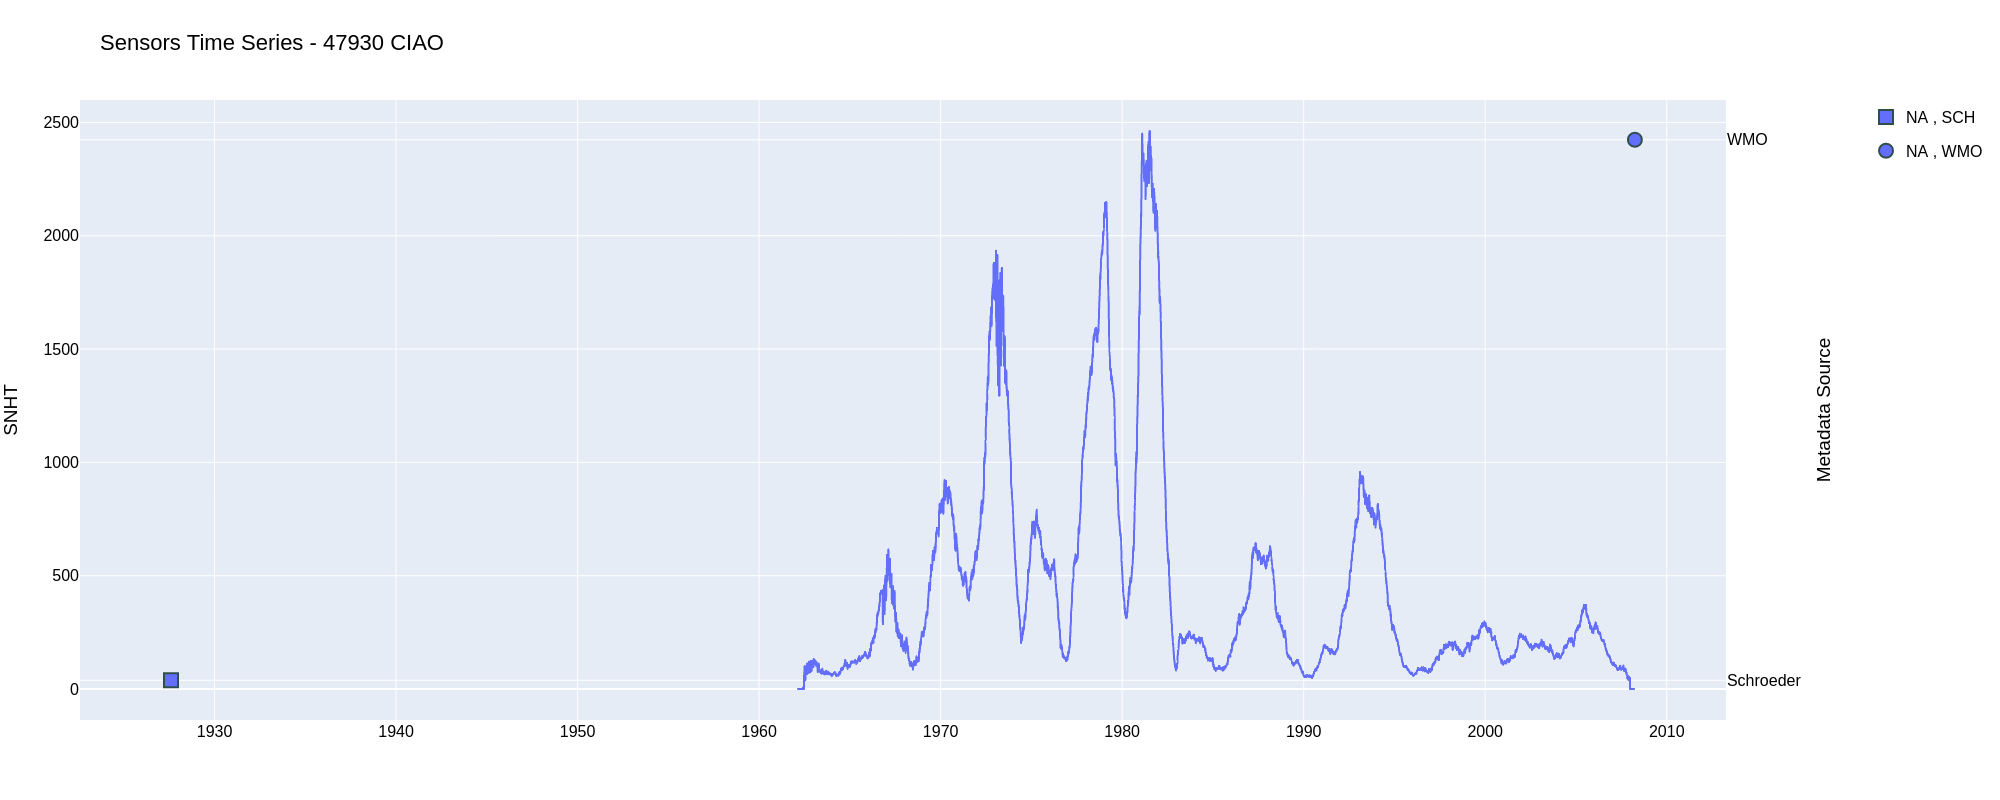 Sensors Time Series - 47930 CIAO
NA , SCH
NA , WMO
2500
2000
1500
1000
500
0
SNHT
WMO
Schroeder
Metadata Source
1930
1940
1950
1960
1970
1980
1990
2000
2010